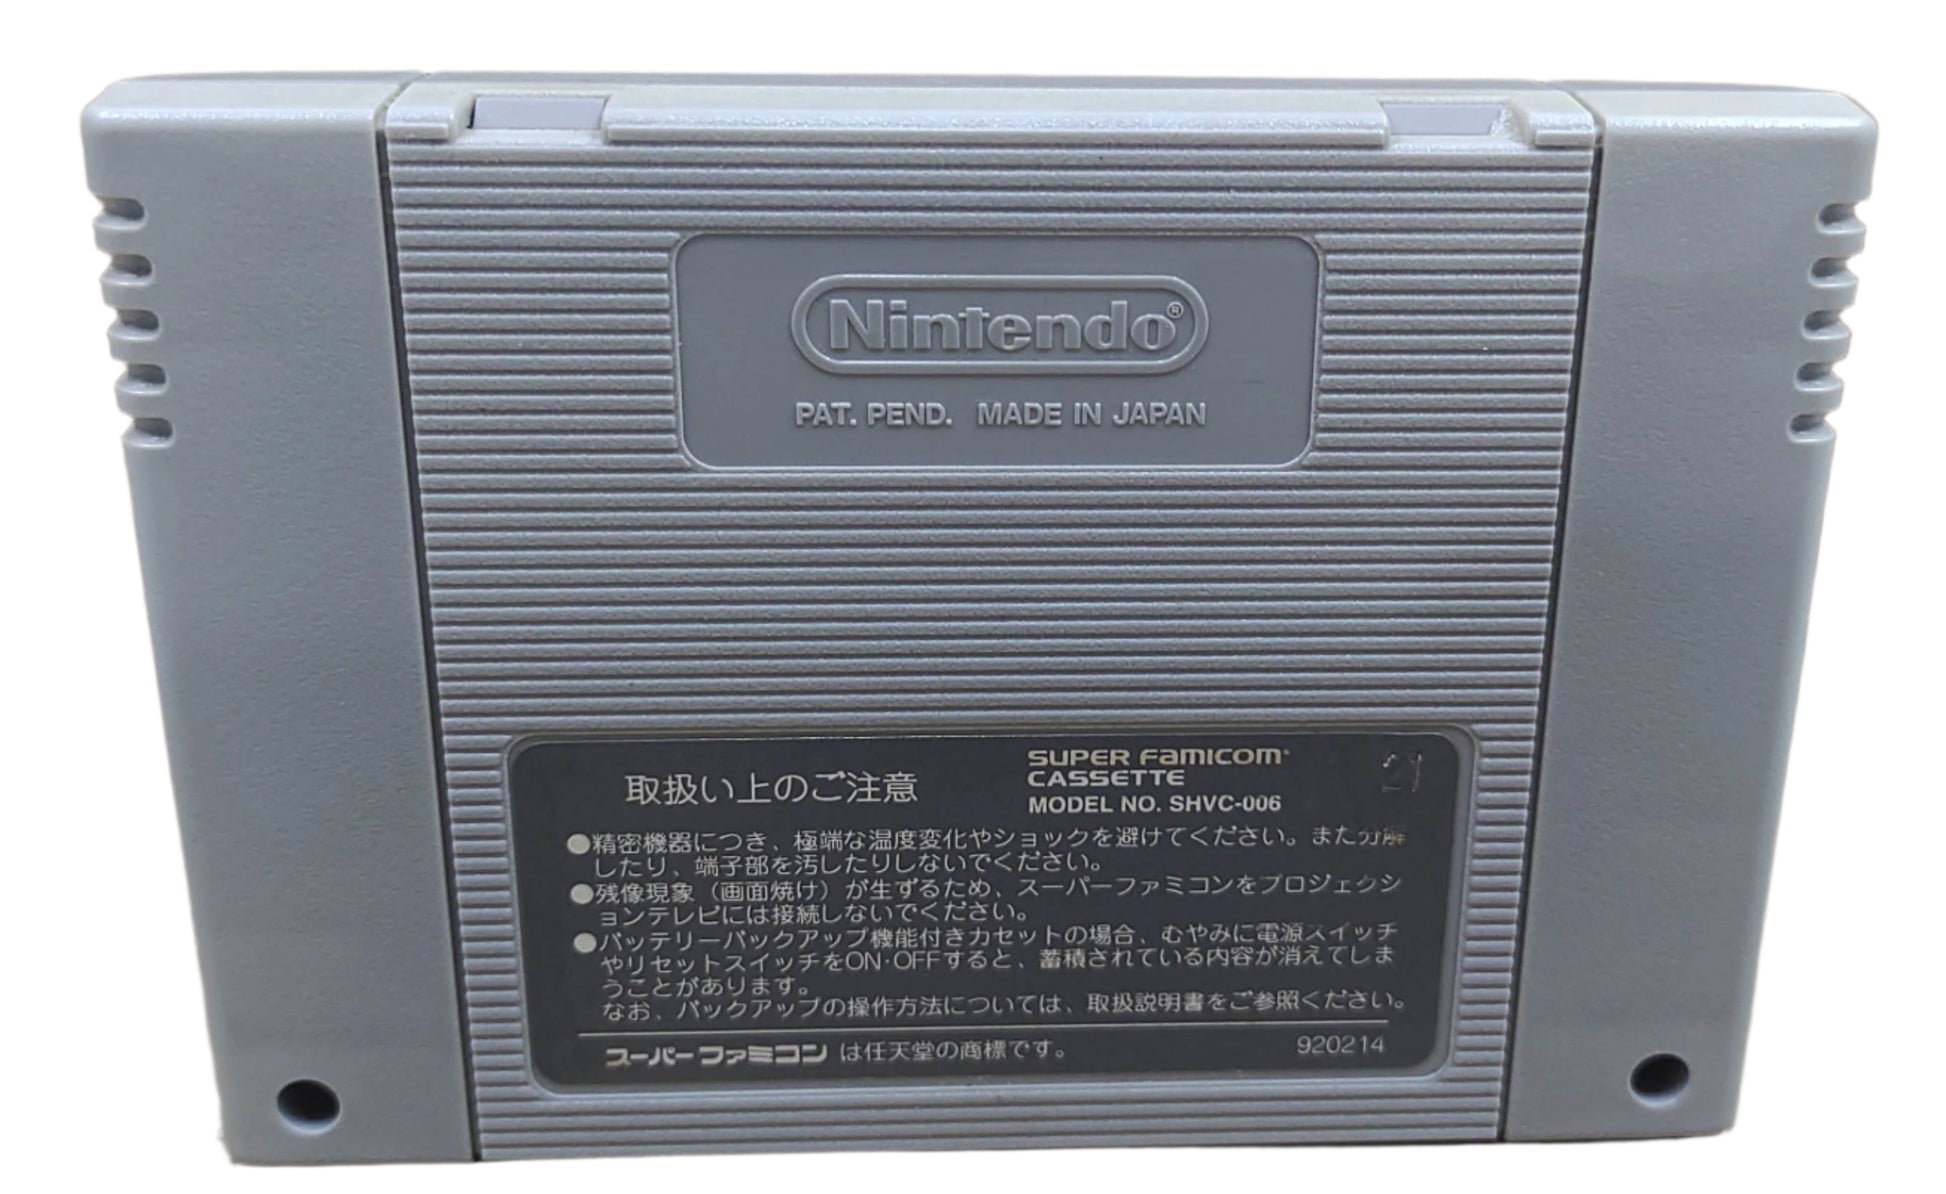 Nintendo®
PAT. PEND. MADE IN JAPAN
取扱い上のご注意
SUPER FAMICOM
CASSETTE
MODEL NO. SHVC-006
21
●精密機器につき、極端な温度変化やショックを避けてください。また分解
したり、端子部を汚したりしないでください。
●残像現象（画面焼け）が生ずるため、スーパーファミコンをプロジェクシ
ョンテレビには接続しないでください。
●バッテリーバックアップ機能付きカセットの場合、むやみに電源スイッチ
やリセットスイッチをON·OFFすると、蓄積されている内容が消えてしま
うことがあります。
なお、バックアップの操作方法については、取扱説明書をご参照ください。
スーパーファミコン は任天堂の商標です。
920214